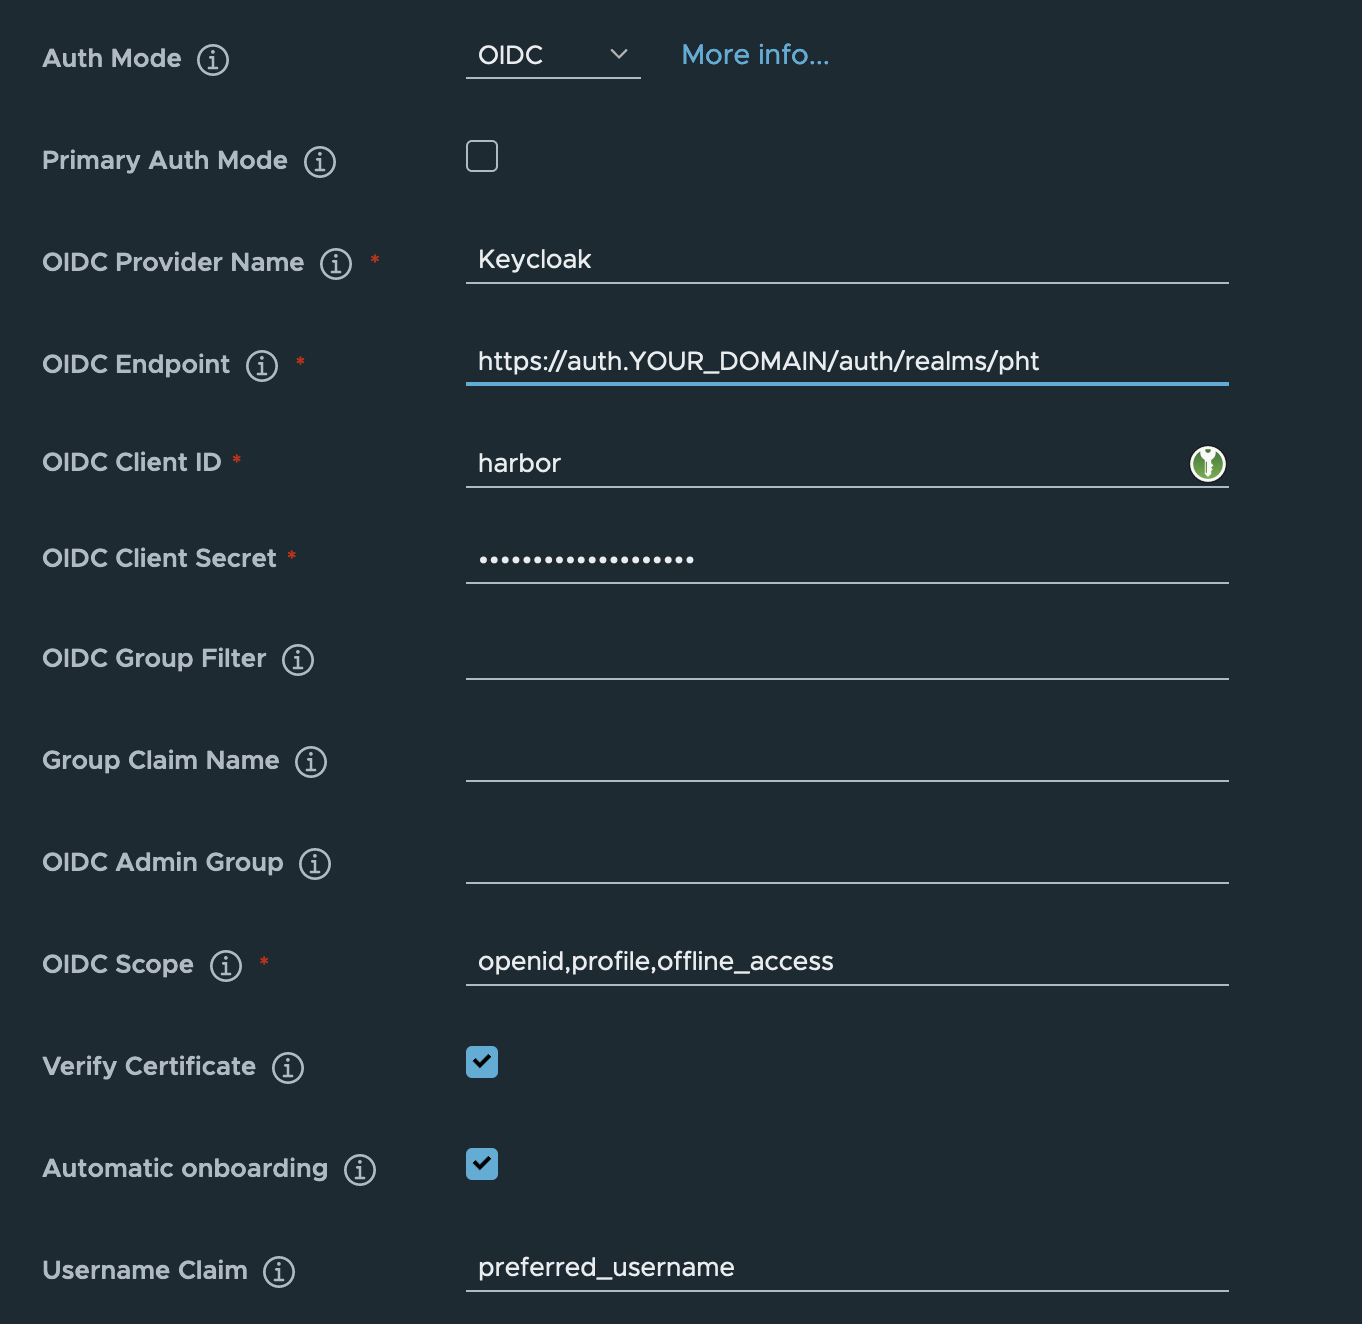 Auth Mode OIDC More info...
Primary Auth Mode
OIDC Provider Name * Keycloak
OIDC Endpoint * https://auth.YOUR_DOMAIN/auth/realms/pht
OIDC Client ID * harbor
OIDC Client Secret * ••••••••••••••••••••
OIDC Group Filter
Group Claim Name
OIDC Admin Group
OIDC Scope * openid,profile,offline_access
Verify Certificate
Automatic onboarding
Username Claim preferred_username